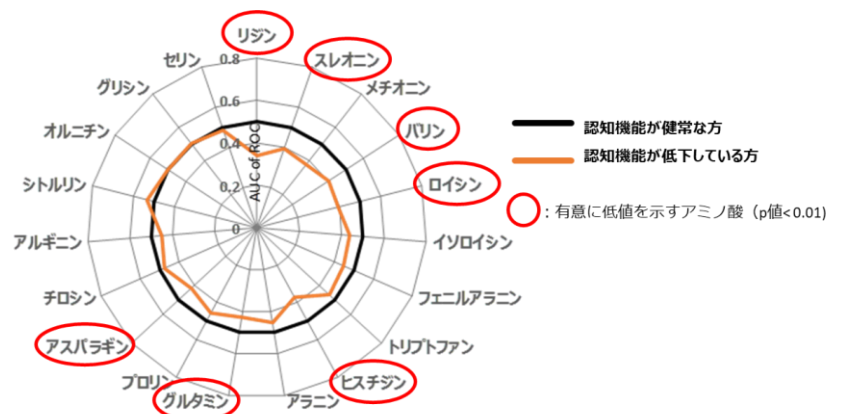 リジン
スレオニン
メチオニン
バリン
ロイシン
イソロイシン
フェニルアラニン
トリプトファン
ヒスチジン
アラニン
グルタミン
プロリン
アスパラギン
チロシン
アルギニン
シトルリン
オルニチン
グリシン
セリン
0.8
0.6
0.4
0.2
0
AUC of ROC
認知機能が健常な方
認知機能が低下している方
:有意に低値を示すアミノ酸(p値<0.01)